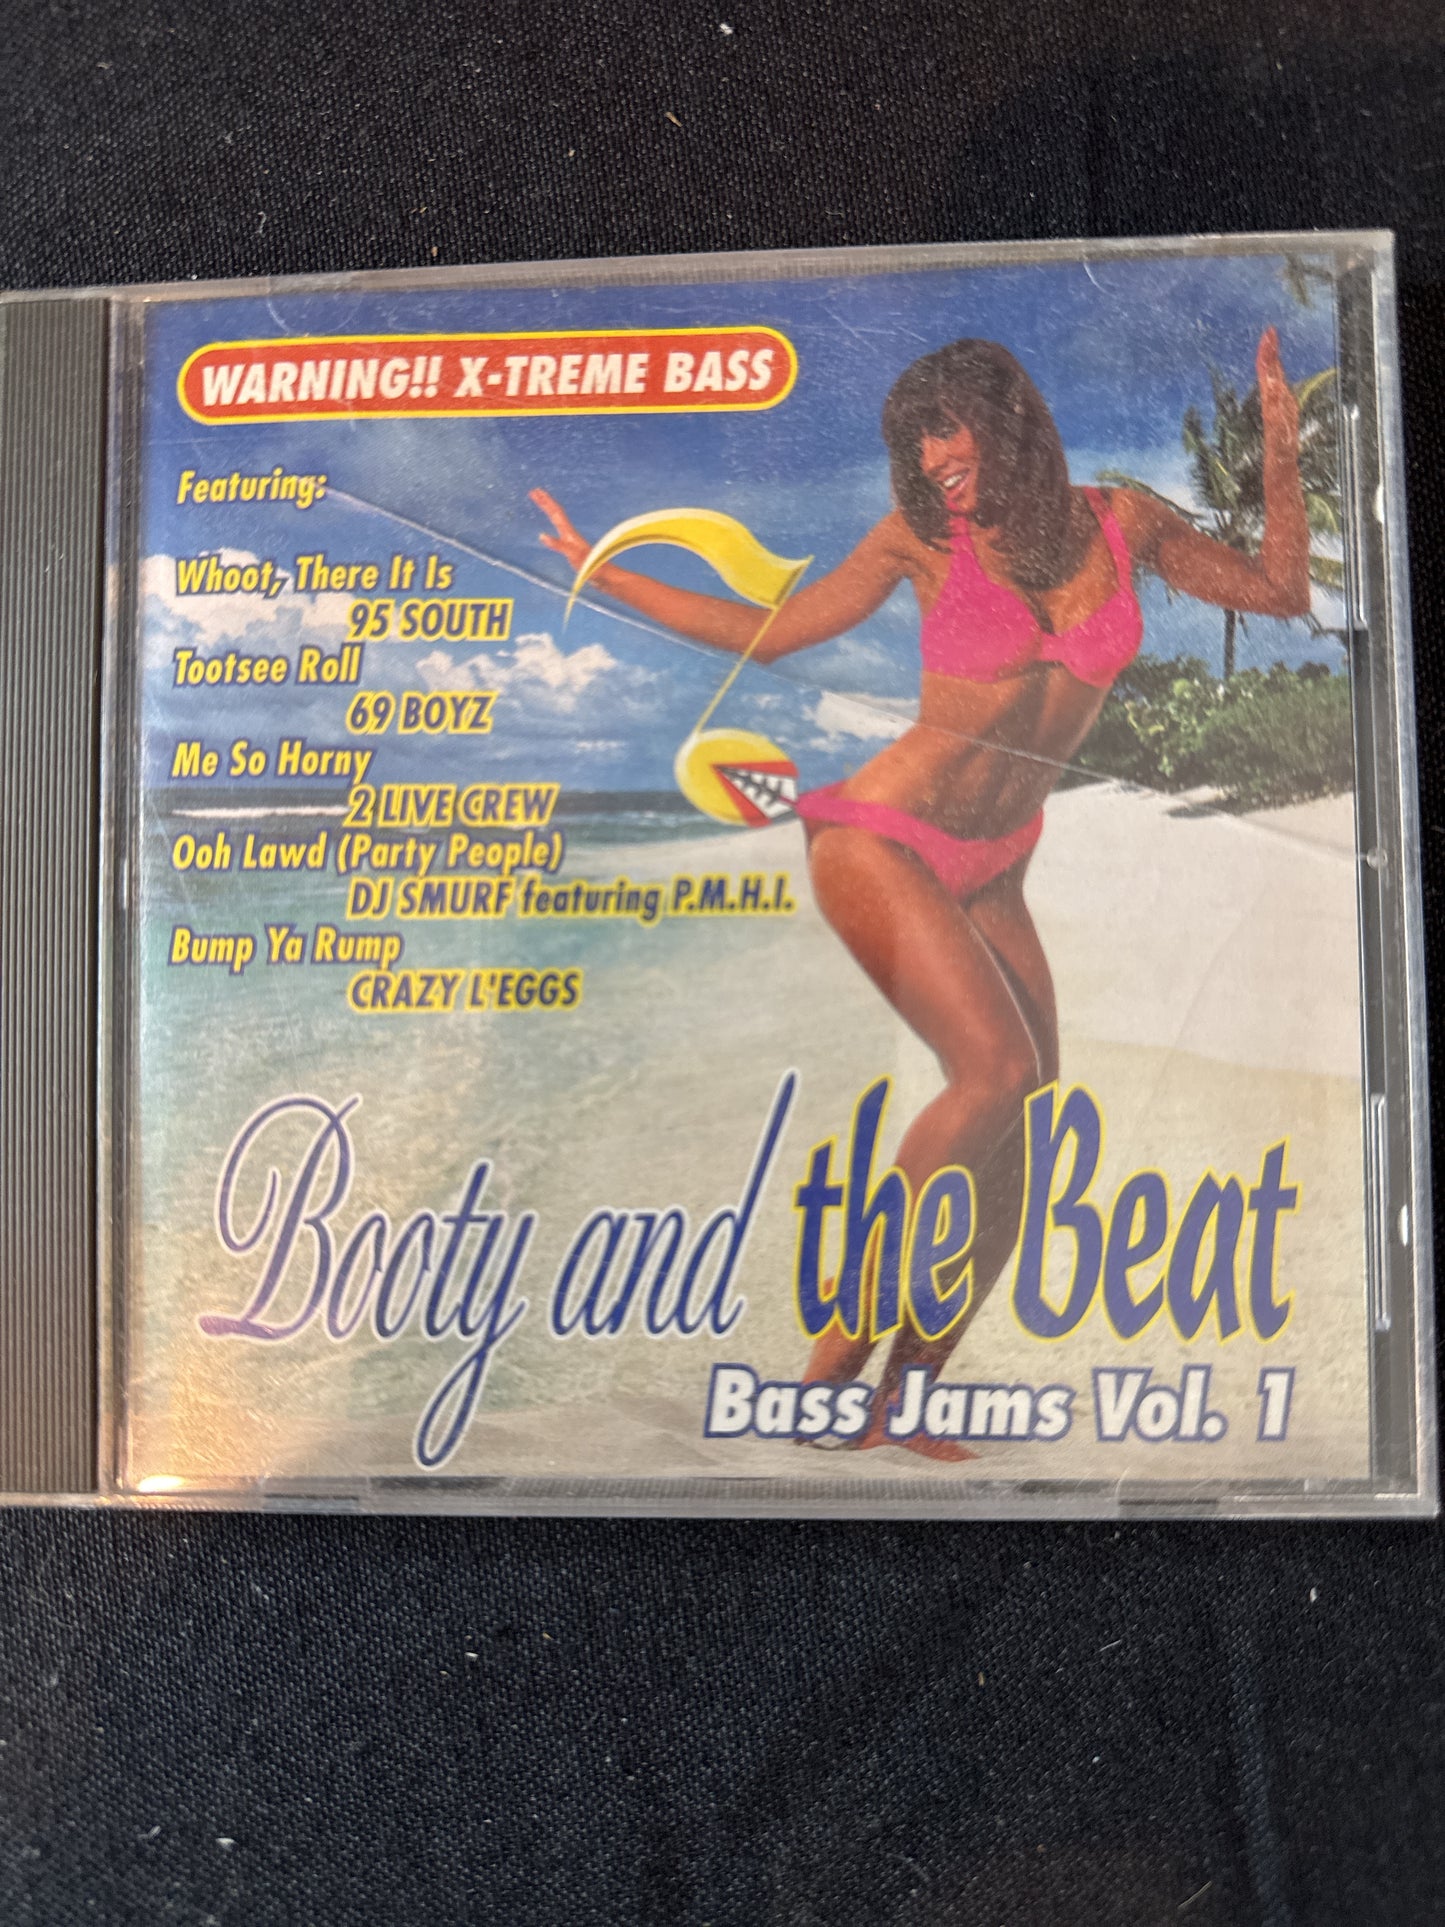 WARNING!! X-TREME BASS
Featuring:
Whoot, There It Is
95 SOUTH
Tootsee Roll
69 BOYZ
Me So Horny
2 LIVE CREW
Ooh Lawd (Party People)
DJ SMURF featuring P.M.H.I.
Bump Ya Rump
CRAZY L'EGGS
Booty and the Beat
Bass Jams Vol. 1